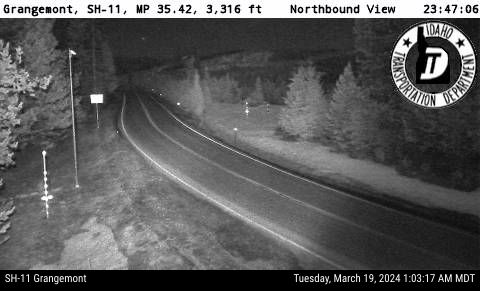 Grangemont, SH-11, MP 35.42, 3,316 ft Northbound View 23:47:06
IDAHO
TRANSPORTATION DEPARTMENT
SH-11 Grangemont Tuesday, March 19, 2024 1:03:17 AM MDT